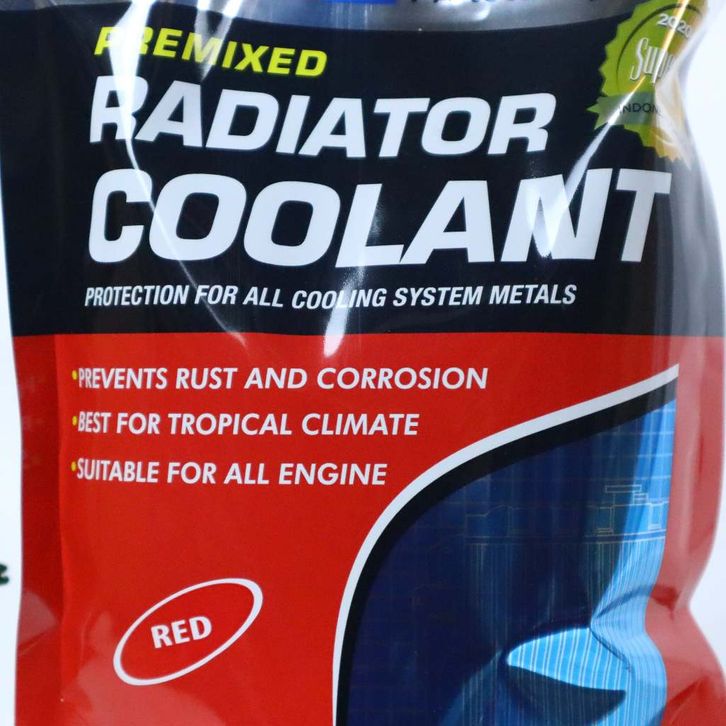 PREMIXED
RADIATOR
COOLANT
PROTECTION FOR ALL COOLING SYSTEM METALS
•PREVENTS RUST AND CORROSION
•BEST FOR TROPICAL CLIMATE
•SUITABLE FOR ALL ENGINE
RED
2020